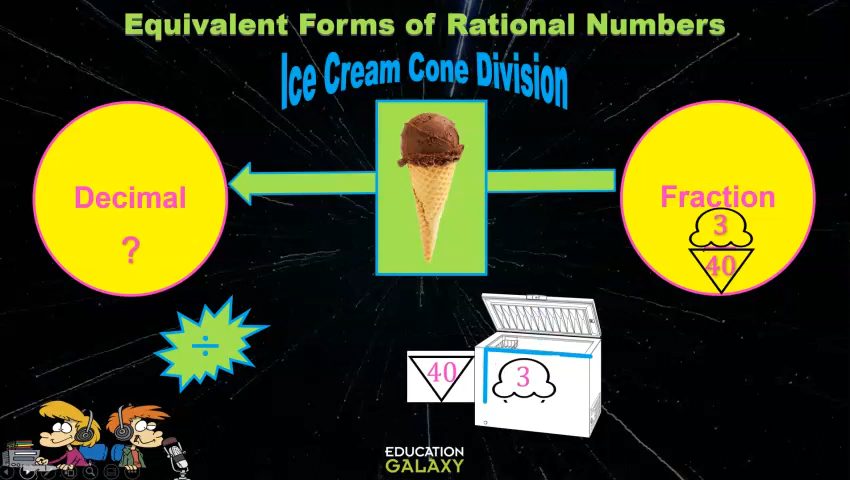 Equivalent Forms of Rational Numbers
Ice Cream Cone Division
Decimal
?
Fraction
3
40
÷
40
3
EDUCATION
GALAXY